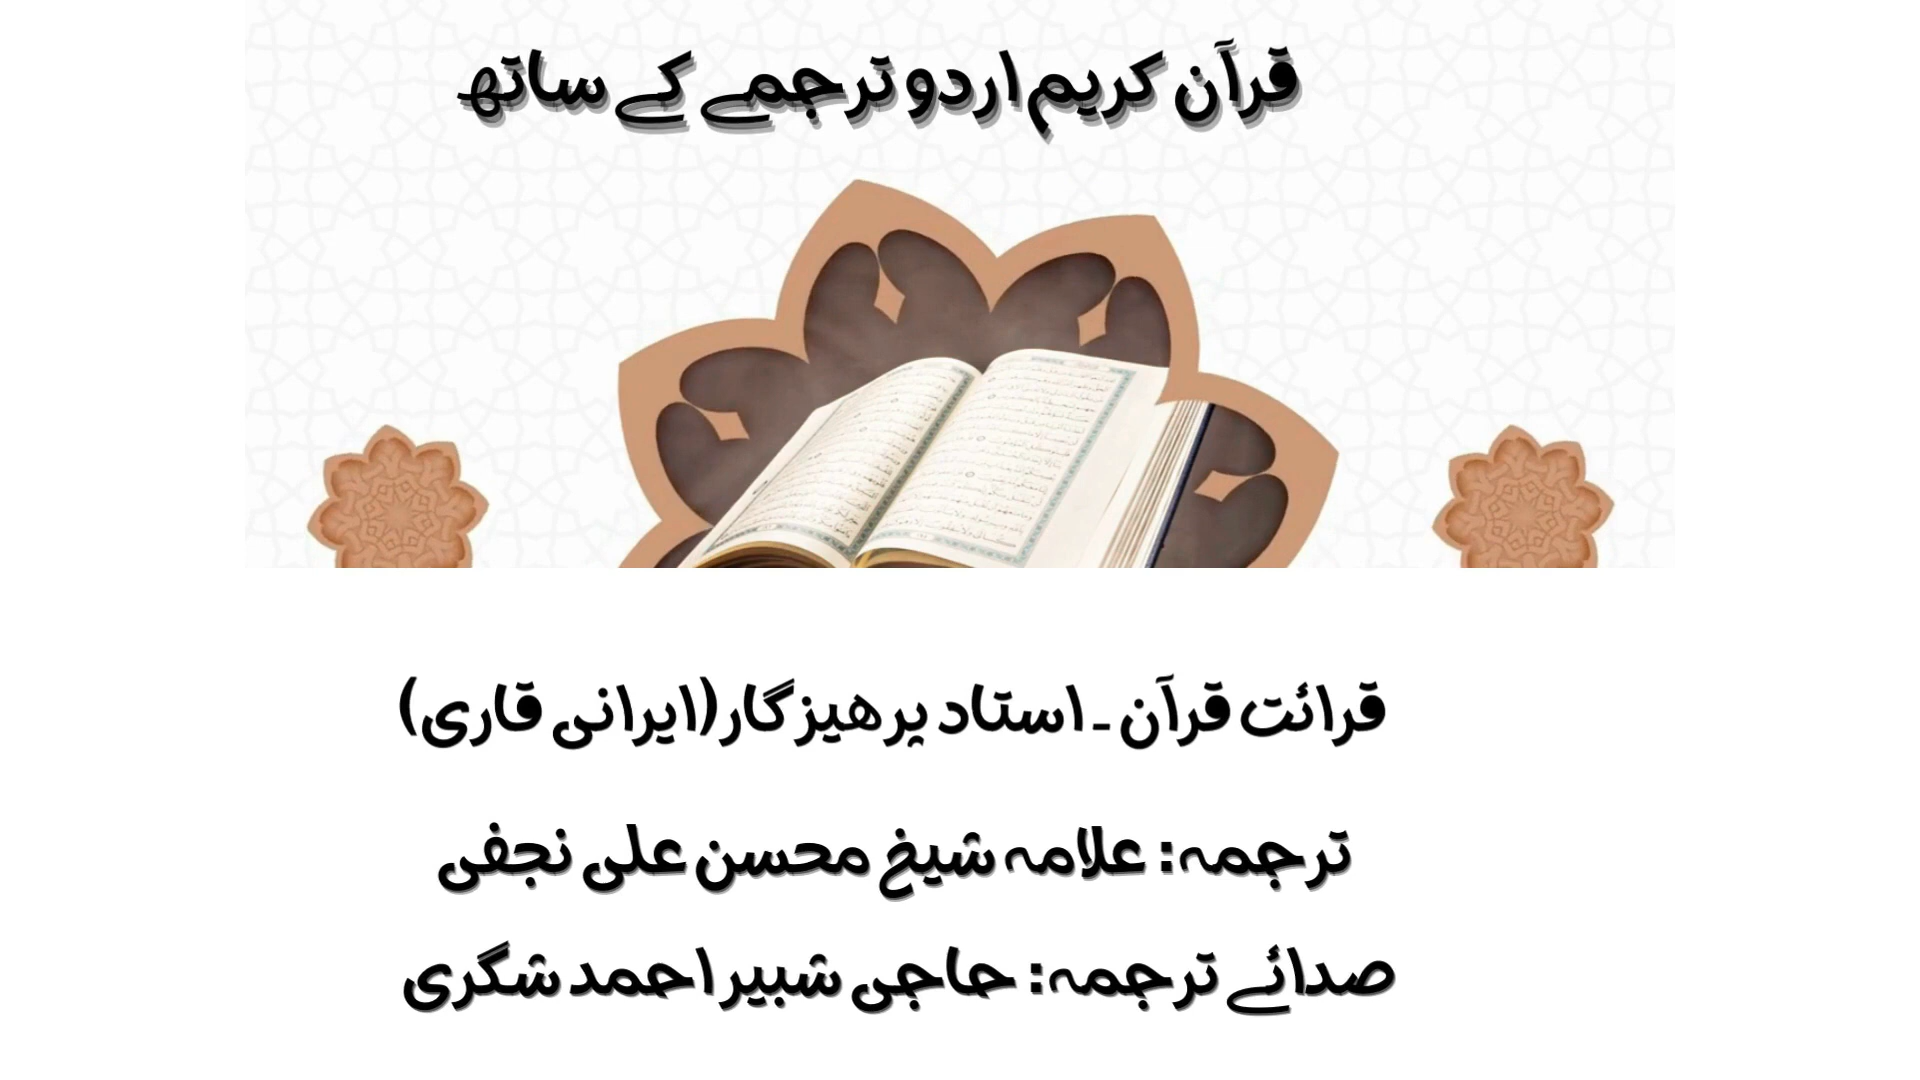 قرآن کریم اردو ترجمے کے ساتھ
قرائت قرآن ـ استاد پرھیزگار (ایرانی قاری)
ترجمہ: علامہ شیخ محسن علی نجفی
صدائے ترجمہ: حاجی شبیر احمد شگری